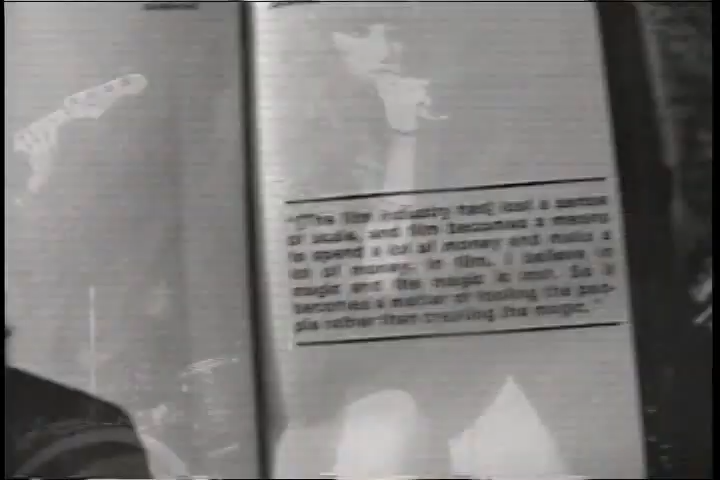 "[The film industry has] lost a sense
of scale, and film becomes a means
to spend a lot of money and make a
lot of money. In film, I believe in
magic and the magic is lost. So it
becomes a matter of fooling the peo-
ple rather than creating the magic."